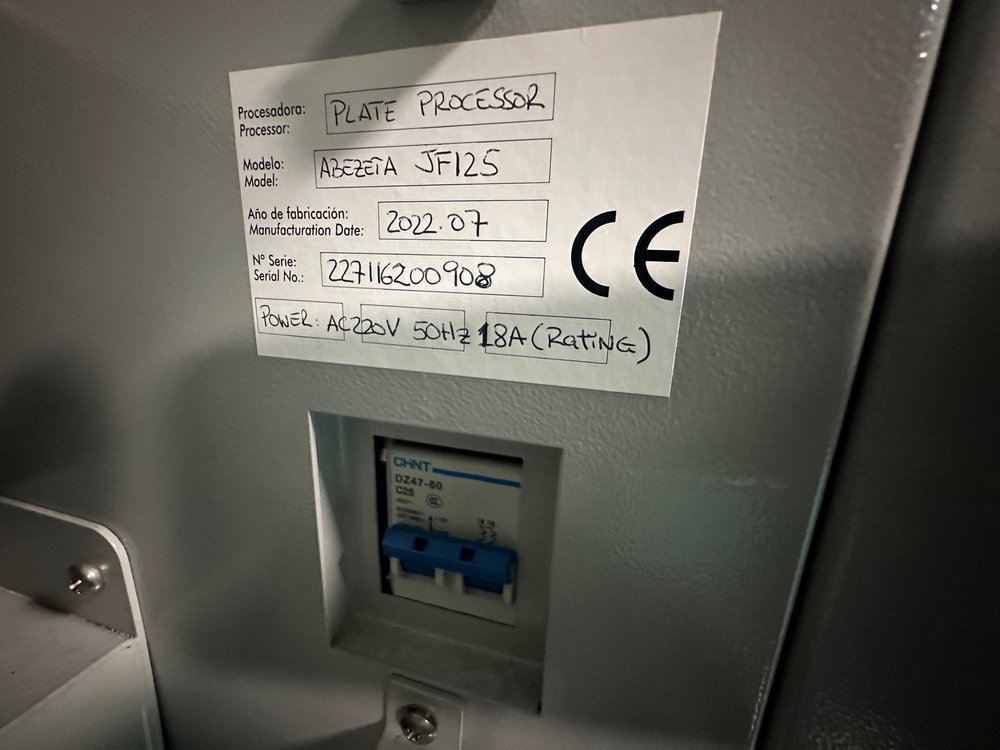 Procesadora: PLATE PROCESSOR
Processor:
Modelo: ABEZETA JF125
Model:
Año de fabricación: 2022.07
Manufacturation Date:
Nº Serie: 227116200908
Serial No.:
POWER: AC220V 50Hz 18A (RatiNG)
CE
CHNT
DZ47-60
C25